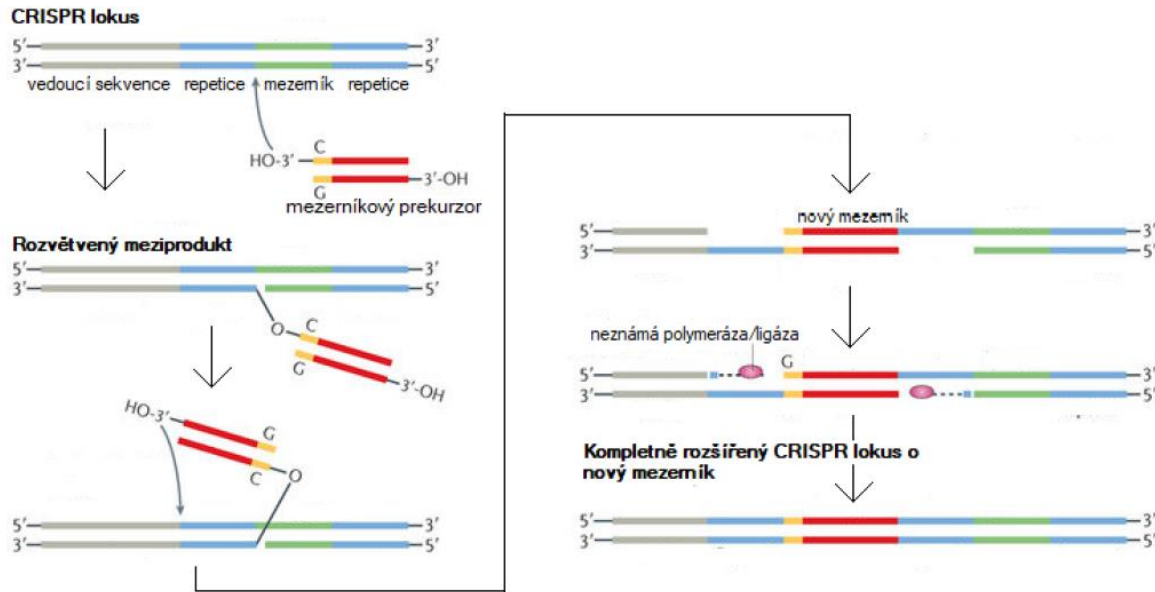 CRISPR lokus
5′ 3′
3′ 5′
vedoucí sekvence repetice mezerník repetice
C
HO-3′
3′-OH
G
mezerníkový prekurzor
Rozvětvený meziprodukt
5′ 3′
3′ 5′
O C
G
3′-OH
HO-3′
G
C O
5′ 3′
3′ 5′
nový mezerník
5′ 3′
3′ 5′
neznámá polymeráza/ligáza
G
5′ 3′
3′ 5′
Kompletně rozšířený CRISPR lokus o
nový mezerník
5′ 3′
3′ 5′